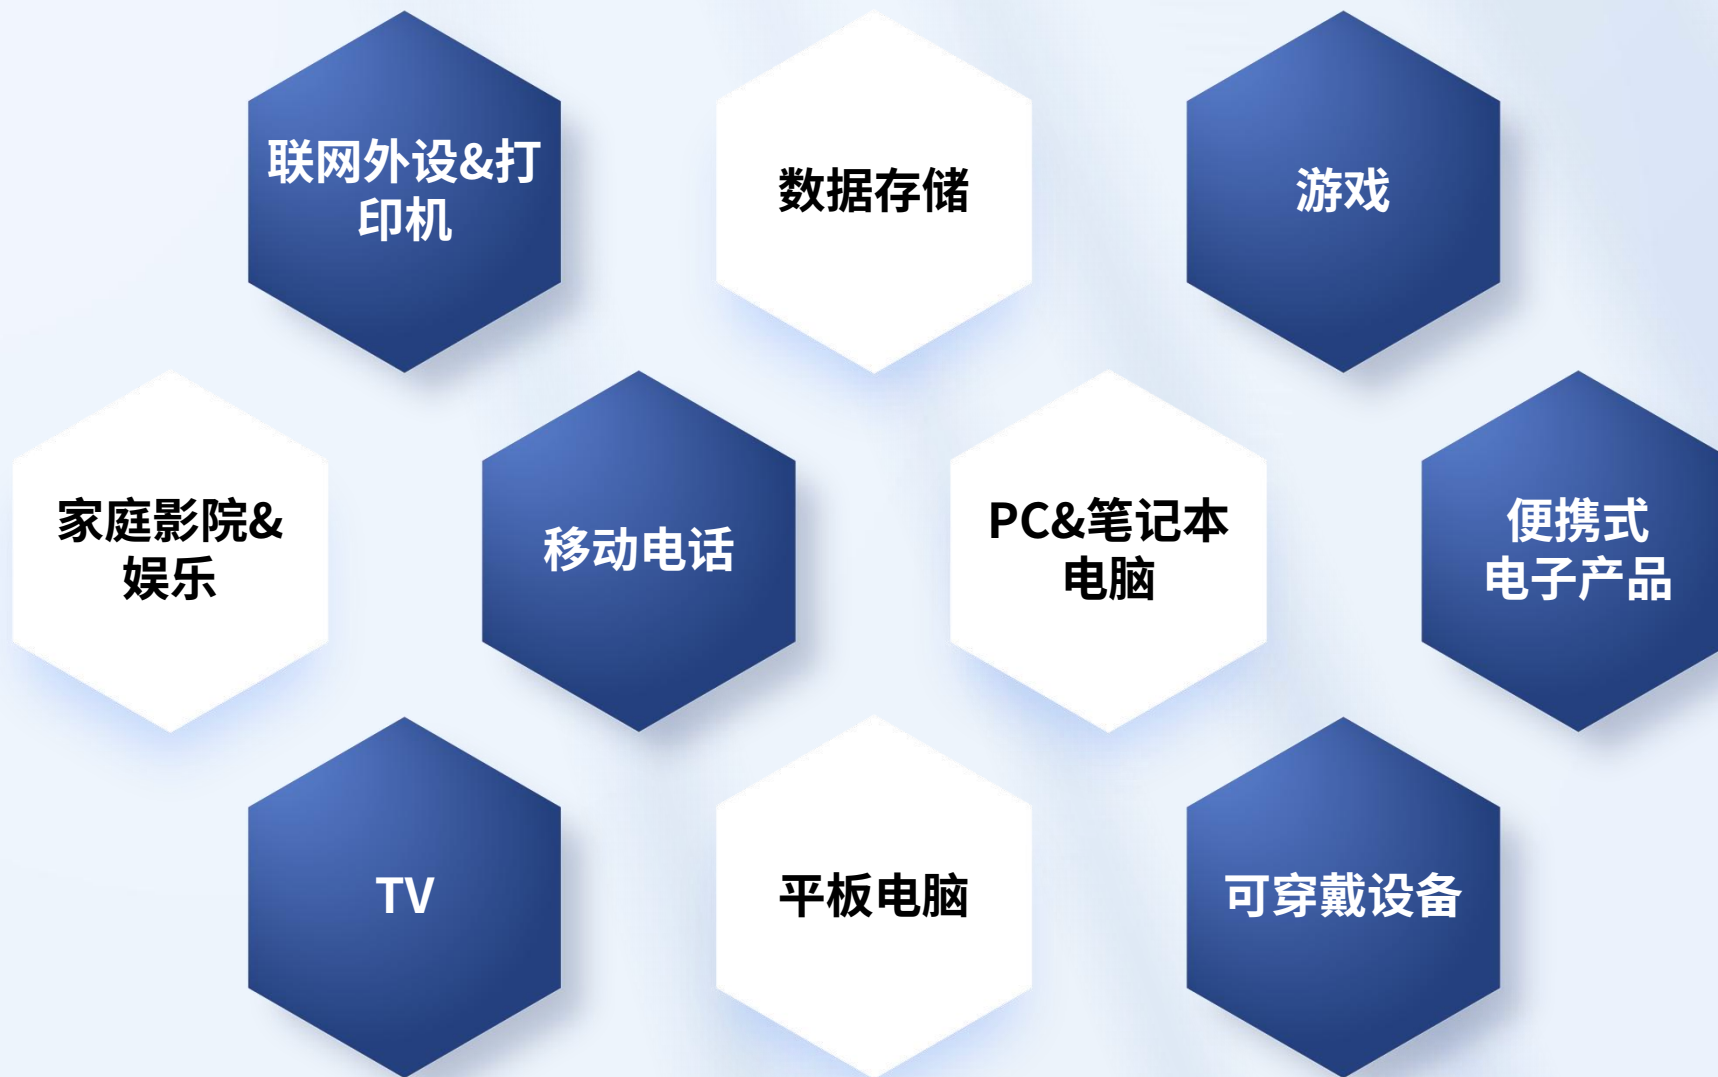 联网外设&打
印机
数据存储
游戏
家庭影院&
娱乐
移动电话
PC&笔记本
电脑
便携式
电子产品
TV
平板电脑
可穿戴设备